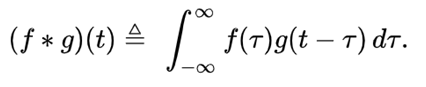 (f * g)(t) ≜ ∫_{-∞}^{∞} f(τ)g(t − τ) dτ.